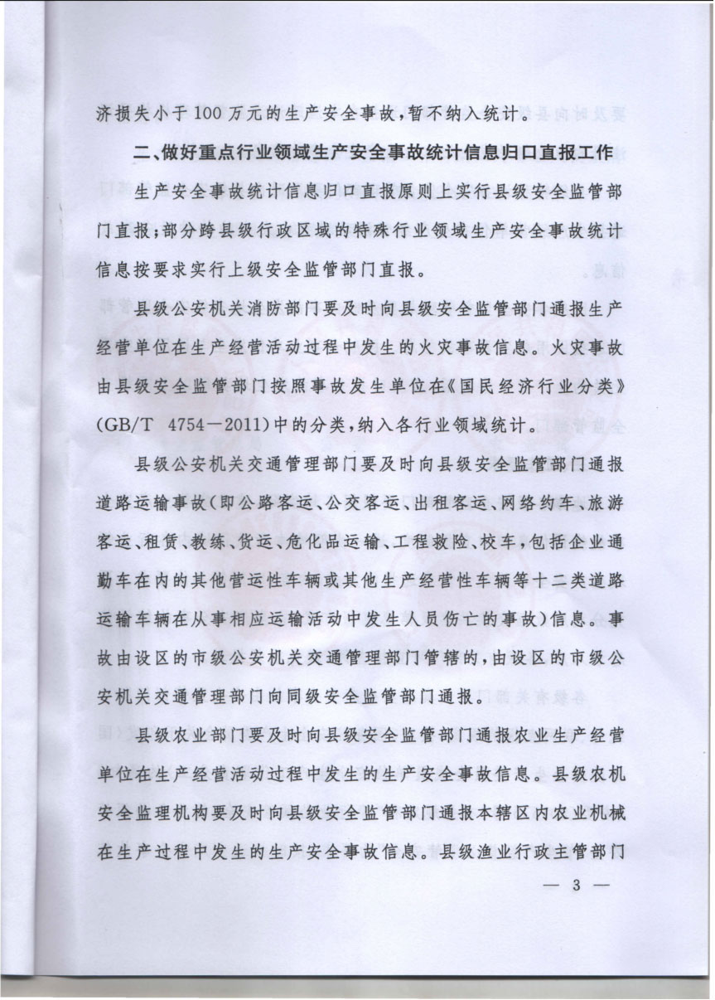 济损失小于100万元的生产安全事故,暂不纳入统计。
二、做好重点行业领域生产安全事故统计信息归口直报工作
生产安全事故统计信息归口直报原则上实行县级安全监管部
门直报;部分跨县级行政区域的特殊行业领域生产安全事故统计
信息按要求实行上级安全监管部门直报。
县级公安机关消防部门要及时向县级安全监管部门通报生产
经营单位在生产经营活动过程中发生的火灾事故信息。火灾事故
由县级安全监管部门按照事故发生单位在《国民经济行业分类》
(GB/T 4754—2011)中的分类,纳入各行业领域统计。
县级公安机关交通管理部门要及时向县级安全监管部门通报
道路运输事故(即公路客运、公交客运、出租客运、网络约车、旅游
客运、租赁、教练、货运、危化品运输、工程救险、校车,包括企业通
勤车在内的其他营运性车辆或其他生产经营性车辆等十二类道路
运输车辆在从事相应运输活动中发生人员伤亡的事故)信息。事
故由设区的市级公安机关交通管理部门管辖的,由设区的市级公
安机关交通管理部门向同级安全监管部门通报。
县级农业部门要及时向县级安全监管部门通报农业生产经营
单位在生产经营活动过程中发生的生产安全事故信息。县级农机
安全监理机构要及时向县级安全监管部门通报本辖区内农业机械
在生产过程中发生的生产安全事故信息。县级渔业行政主管部门
— 3 —